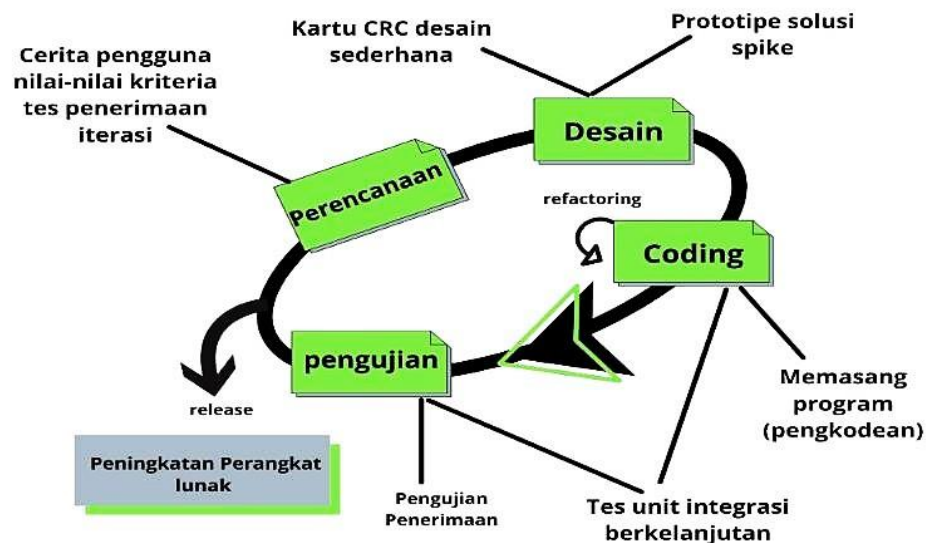 Kartu CRC desain
sederhana
Prototipe solusi
spike
Cerita pengguna
nilai-nilai kriteria
tes penerimaan
iterasi
Desain
Perencanaan
refactoring
Coding
pengujian
release
Memasang
program
(pengkodean)
Peningkatan Perangkat
lunak
Pengujian
Penerimaan
Tes unit integrasi
berkelanjutan